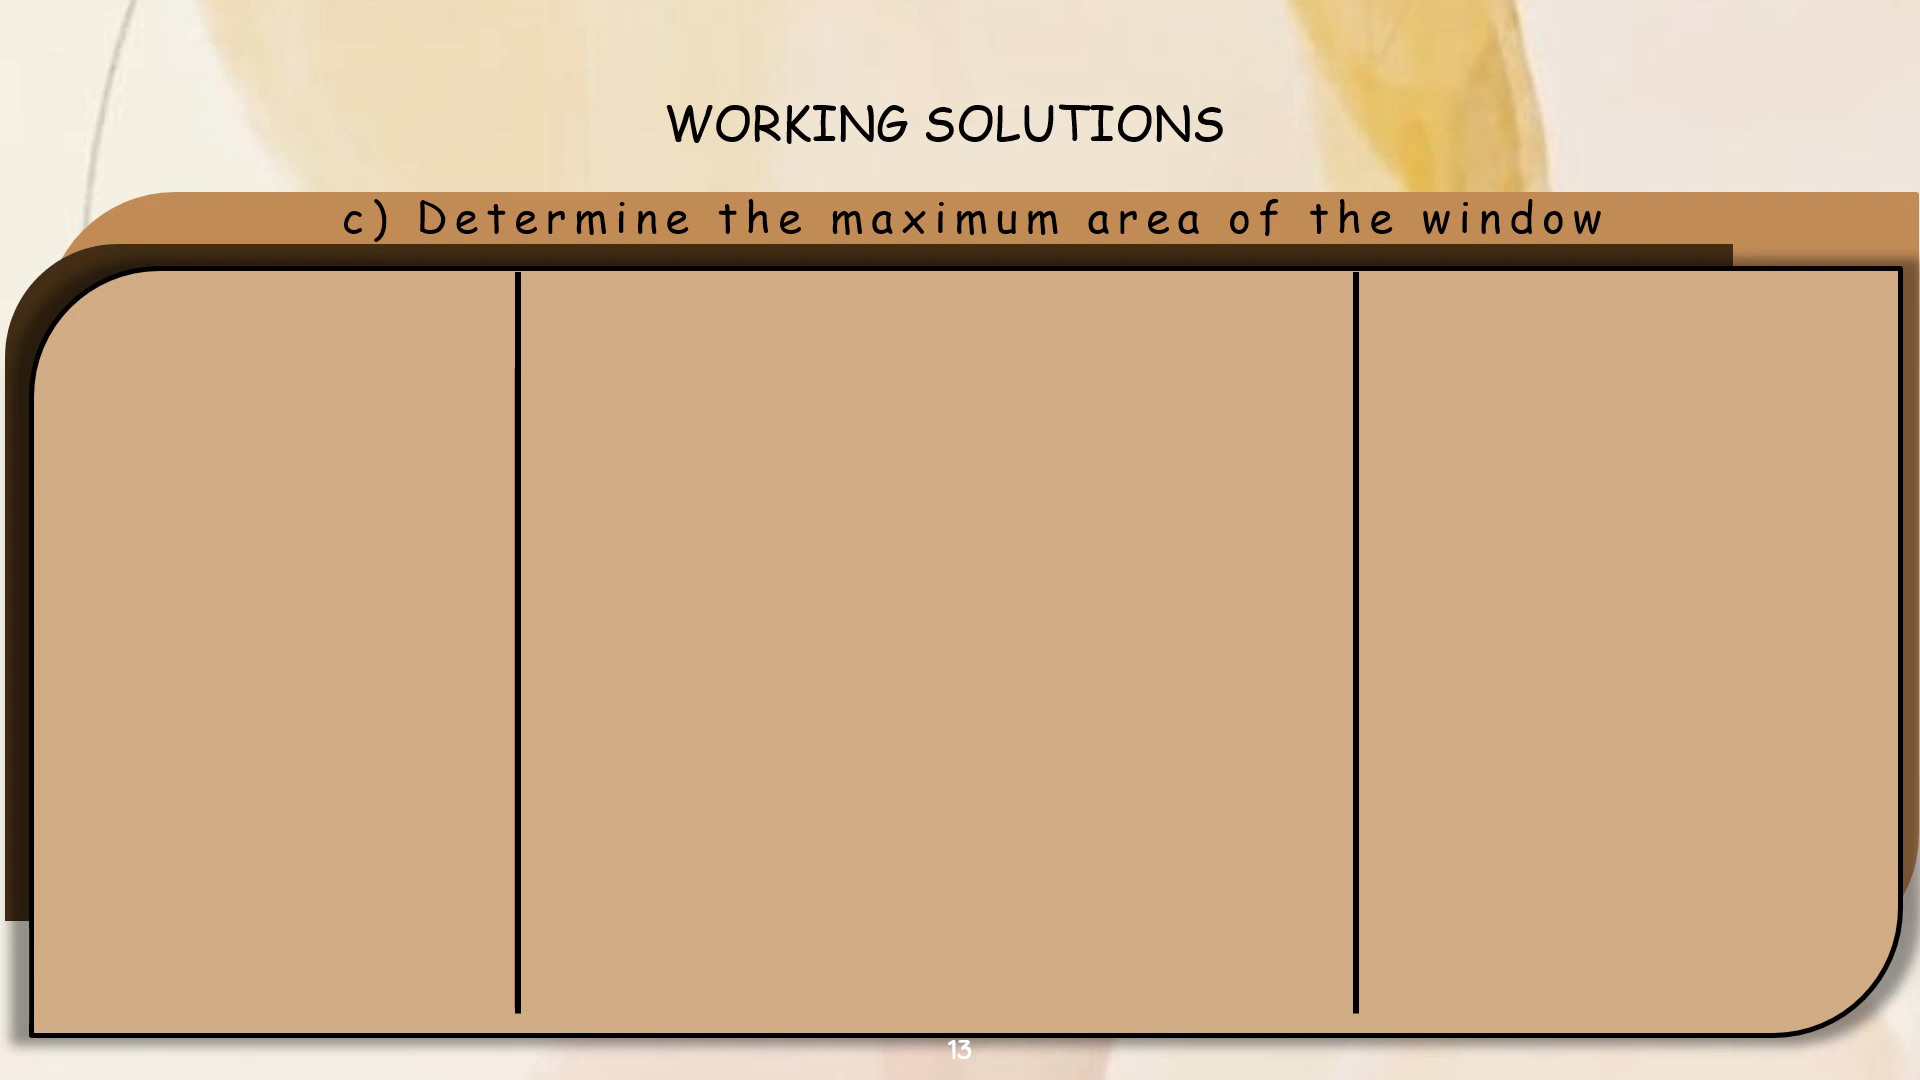 WORKING SOLUTIONS
c) Determine the maximum area of the window
13